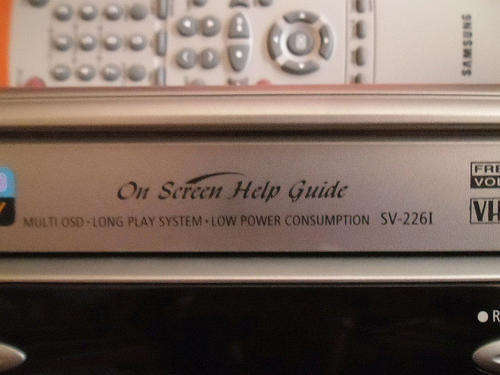 SAMSUNG
On Screen Help Guide
MULTI OSD • LONG PLAY SYSTEM • LOW POWER CONSUMPTION SV-226I